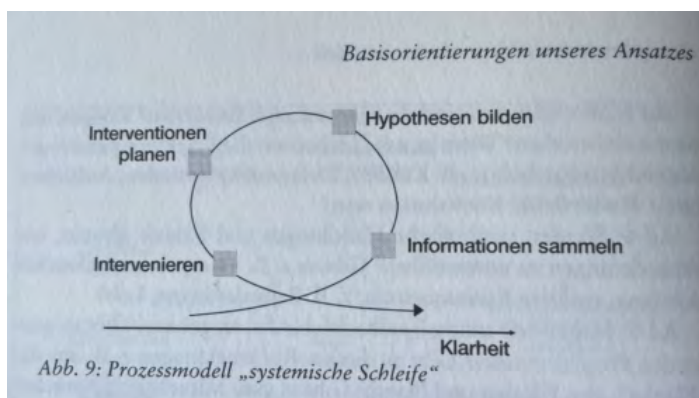 Basisorientierungen unseres Ansatzes
Hypothesen bilden
Interventionen
planen
Informationen sammeln
Intervenieren
Klarheit
Abb. 9: Prozessmodell „systemische Schleife“